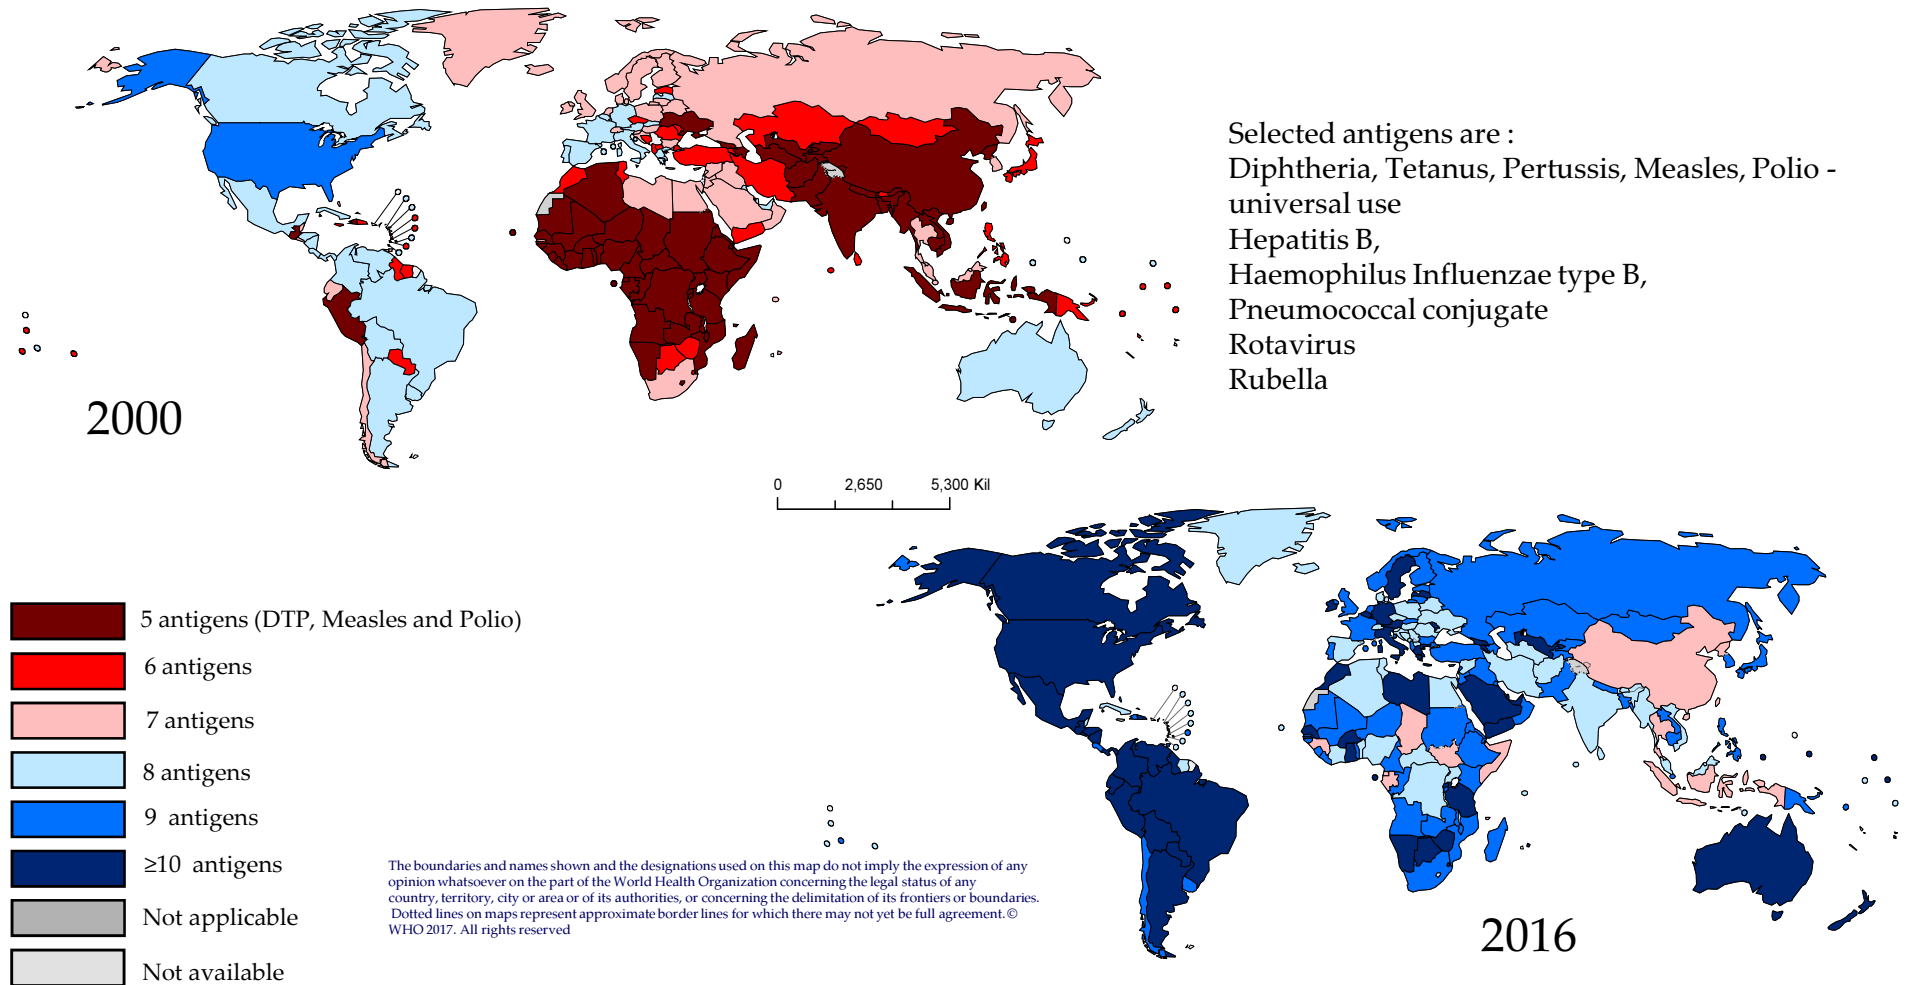 Selected antigens are :
Diphtheria, Tetanus, Pertussis, Measles, Polio -
universal use
Hepatitis B,
Haemophilus Influenzae type B,
Pneumococcal conjugate
Rotavirus
Rubella
2000
0 2,650 5,300 Kil
5 antigens (DTP, Measles and Polio)
6 antigens
7 antigens
8 antigens
9 antigens
≥10 antigens
Not applicable
Not available
The boundaries and names shown and the designations used on this map do not imply the expression of any
opinion whatsoever on the part of the World Health Organization concerning the legal status of any
country, territory, city or area or of its authorities, or concerning the delimitation of its frontiers or boundaries.
Dotted lines on maps represent approximate border lines for which there may not yet be full agreement. ©
WHO 2017. All rights reserved
2016